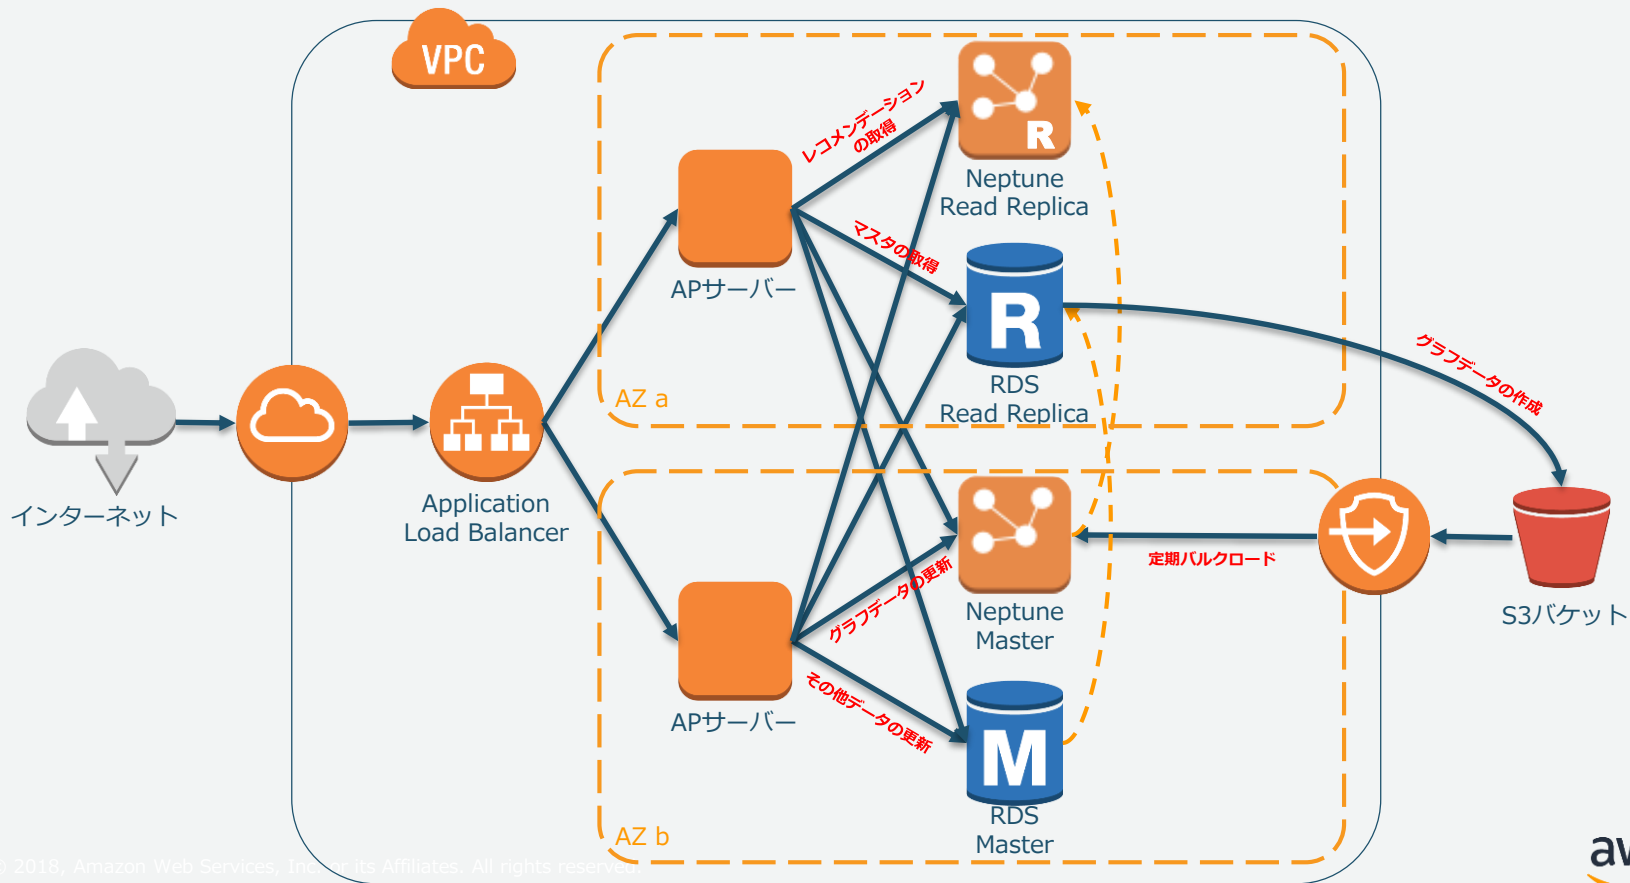 VPC
レコメンデーション
の取得
R
Neptune
Read Replica
APサーバー
マスタの取得
R
RDS
Read Replica
AZ a
グラフデータの作成
インターネット
Application
Load Balancer
定期バルクロード
S3バケット
グラフデータの更新
Neptune
Master
APサーバー
その他データの更新
M
RDS
Master
AZ b
© 2018, Amazon Web Services, Inc. or its Affiliates. All rights reserved.